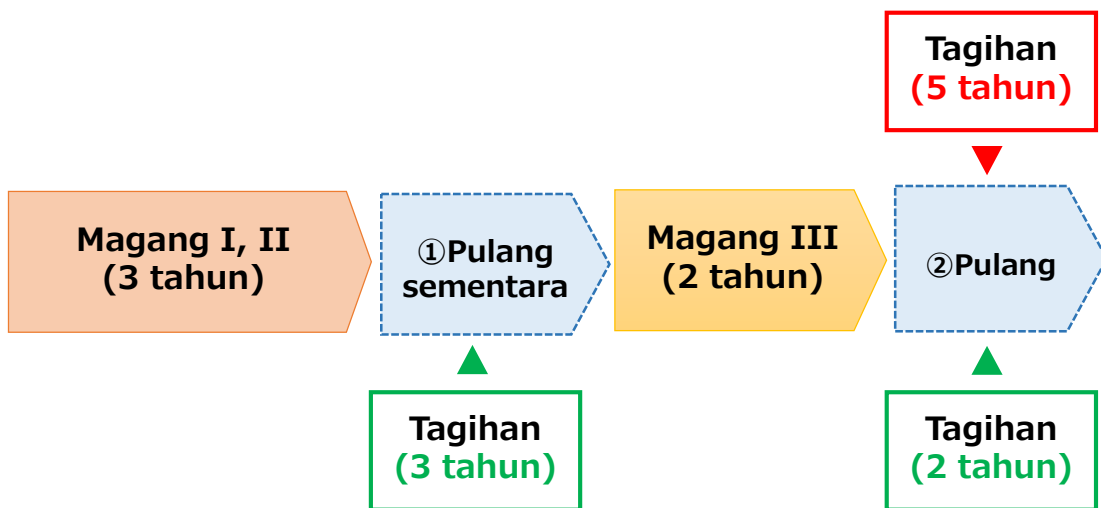 Tagihan
(5 tahun)
Magang I, II
(3 tahun)
①Pulang
sementara
Magang III
(2 tahun)
②Pulang
Tagihan
(3 tahun)
Tagihan
(2 tahun)